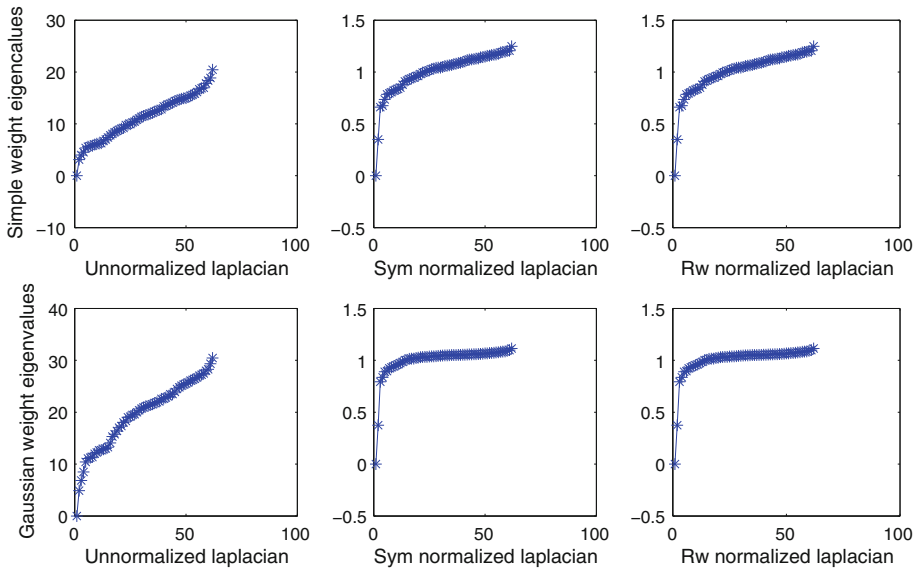 Simple weight eigencalues
30
20
10
0
−10
0 50 100
Unnormalized laplacian
1.5
1
0.5
0
−0.5
0 50 100
Sym normalized laplacian
1.5
1
0.5
0
−0.5
0 50 100
Rw normalized laplacian
Gaussian weight eigenvalues
40
30
20
10
0
0 50 100
Unnormalized laplacian
1.5
1
0.5
0
−0.5
0 50 100
Sym normalized laplacian
1.5
1
0.5
0
−0.5
0 50 100
Rw normalized laplacian